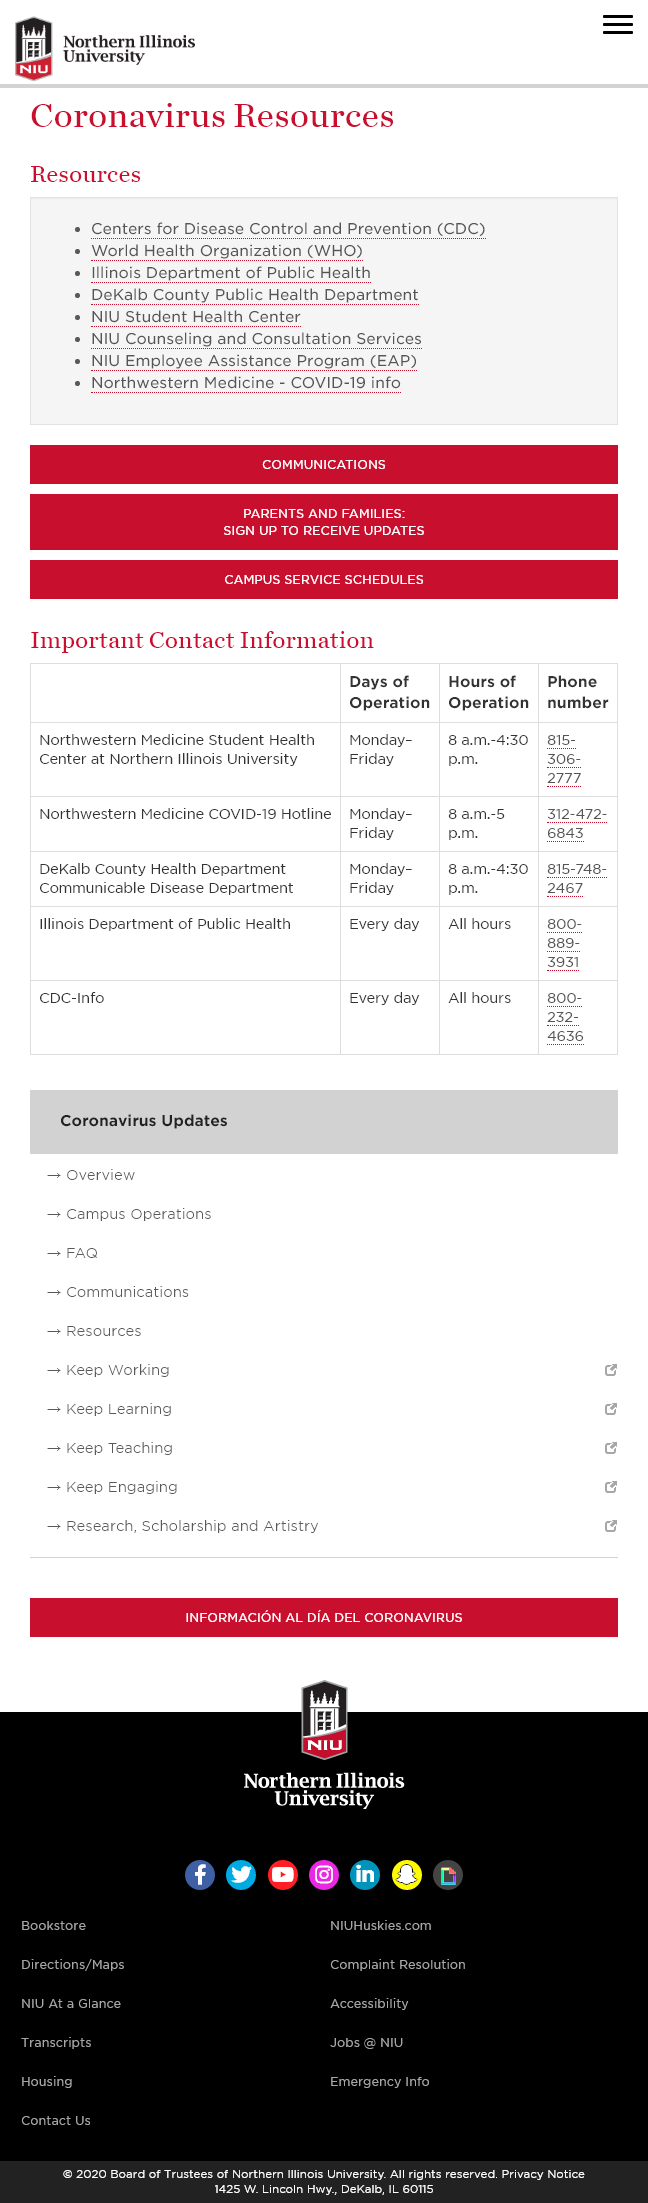 NIU
Northern Illinois
University
Coronavirus Resources
Resources
Centers for Disease Control and Prevention (CDC)
World Health Organization (WHO)
Illinois Department of Public Health
DeKalb County Public Health Department
NIU Student Health Center
NIU Counseling and Consultation Services
NIU Employee Assistance Program (EAP)
Northwestern Medicine - COVID-19 info
COMMUNICATIONS
PARENTS AND FAMILIES:
SIGN UP TO RECEIVE UPDATES
CAMPUS SERVICE SCHEDULES
Important Contact Information
Days of Hours of Phone
Operation Operation number
Northwestern Medicine Student Health Monday– 8 a.m.-4:30 815-
Center at Northern Illinois University Friday p.m. 306-
2777
Northwestern Medicine COVID-19 Hotline Monday– 8 a.m.-5 312-472-
Friday p.m. 6843
DeKalb County Health Department Monday– 8 a.m.-4:30 815-748-
Communicable Disease Department Friday p.m. 2467
Illinois Department of Public Health Every day All hours 800-
889-
3931
CDC-Info Every day All hours 800-
232-
4636
Coronavirus Updates
→ Overview
→ Campus Operations
→ FAQ
→ Communications
→ Resources
→ Keep Working
→ Keep Learning
→ Keep Teaching
→ Keep Engaging
→ Research, Scholarship and Artistry
INFORMACIÓN AL DÍA DEL CORONAVIRUS
NIU
Northern Illinois
University
Bookstore NIUHuskies.com
Directions/Maps Complaint Resolution
NIU At a Glance Accessibility
Transcripts Jobs @ NIU
Housing Emergency Info
Contact Us
© 2020 Board of Trustees of Northern Illinois University. All rights reserved. Privacy Notice
1425 W. Lincoln Hwy., DeKalb, IL 60115